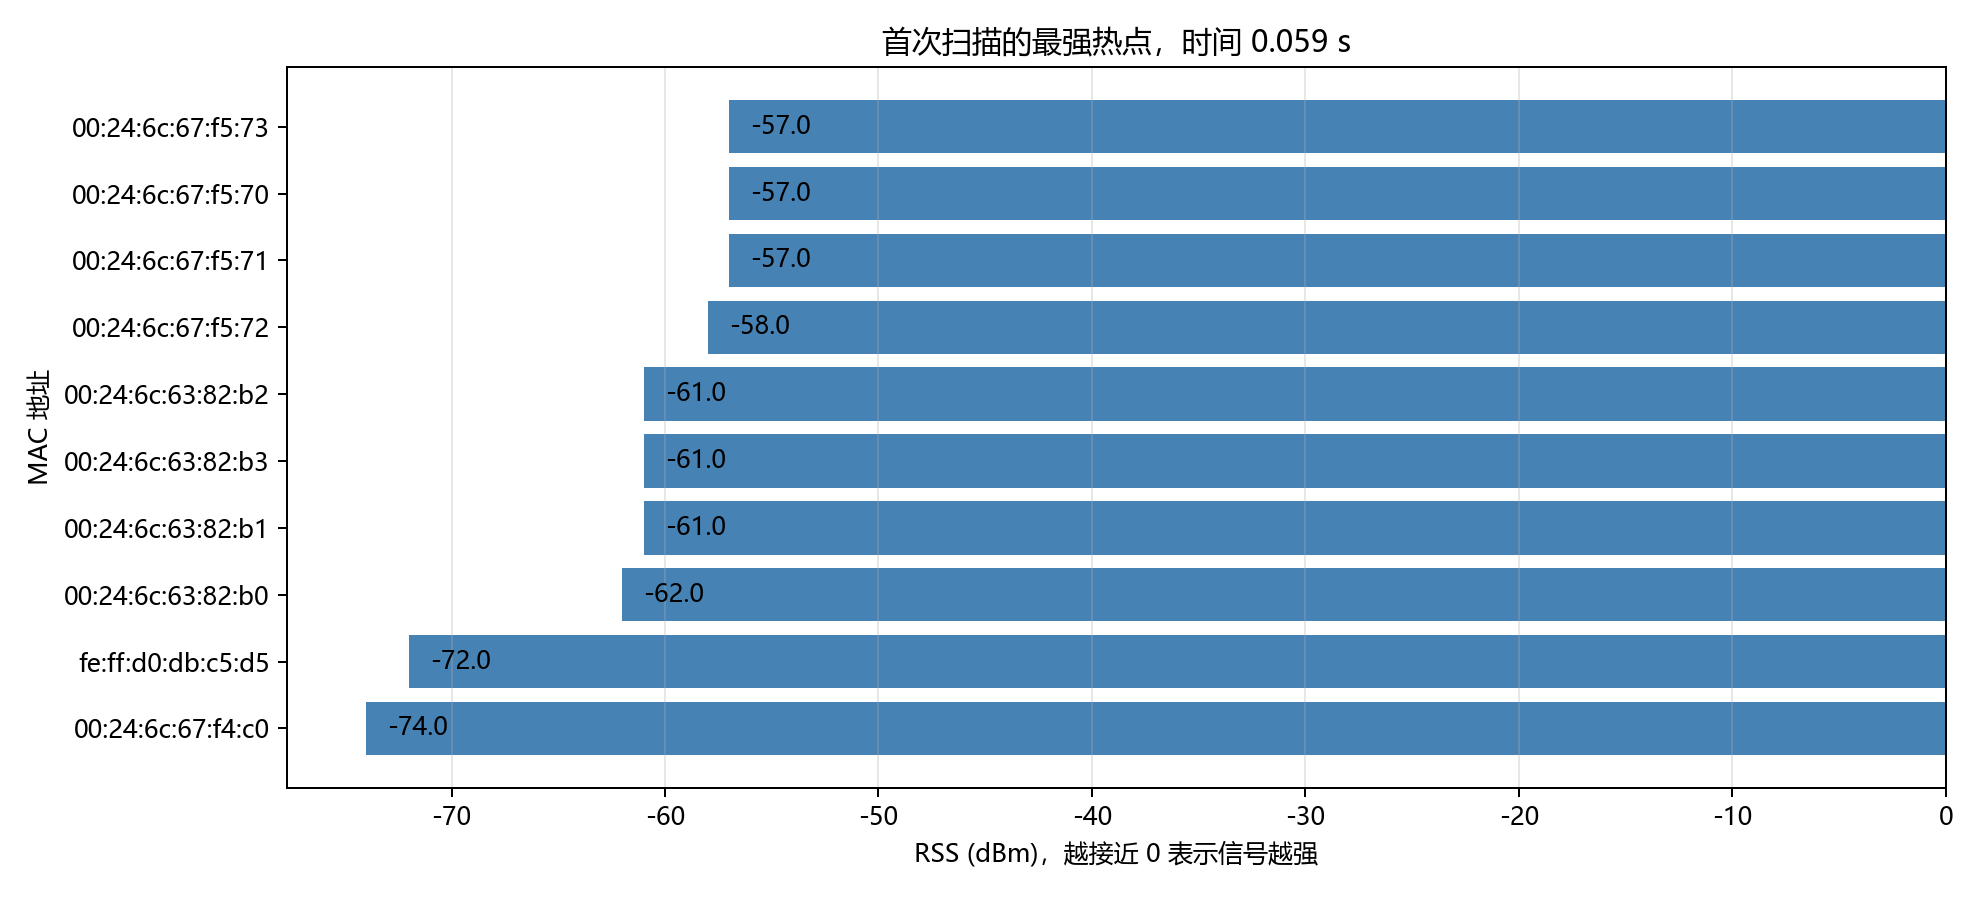 首次扫描的最强热点，时间 0.059 s
MAC 地址
00:24:6c:67:f5:73
-57.0
00:24:6c:67:f5:70
-57.0
00:24:6c:67:f5:71
-57.0
00:24:6c:67:f5:72
-58.0
00:24:6c:63:82:b2
-61.0
00:24:6c:63:82:b3
-61.0
00:24:6c:63:82:b1
-61.0
00:24:6c:63:82:b0
-62.0
fe:ff:d0:db:c5:d5
-72.0
00:24:6c:67:f4:c0
-74.0
-70 -60 -50 -40 -30 -20 -10 0
RSS (dBm)，越接近 0 表示信号越强